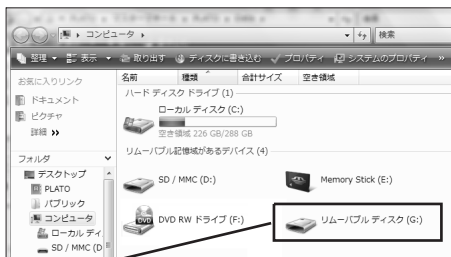 コンピュータ
検索
整理 表示 取り出す ディスクに書き込む プロパティ システムのプロパティ »
お気に入りリンク
ドキュメント
ピクチャ
詳細 »
フォルダ
デスクトップ
PLATO
パブリック
コンピュータ
ローカル ディ
SD / MMC (D
名前 種類 合計サイズ 空き領域
ハード ディスク ドライブ (1)
ローカル ディスク (C:)
空き領域 226 GB/288 GB
リムーバブル記憶域があるデバイス (4)
SD / MMC (D:)
Memory Stick (E:)
DVD RW ドライブ (F:)
リムーバブル ディスク (G:)